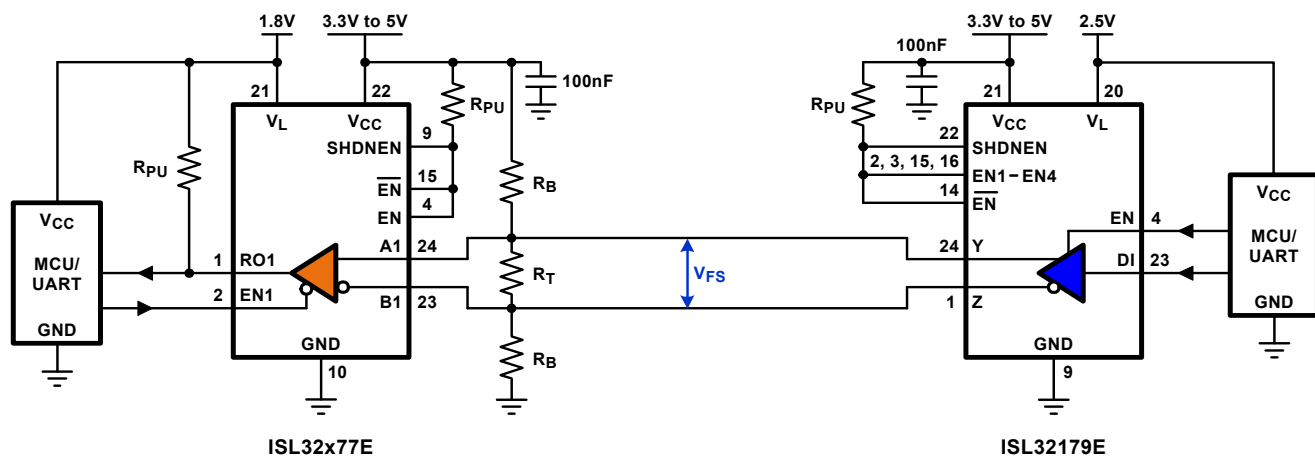 1.8V
3.3V to 5V
100nF
21
22
VL
VCC
RPU
9
SHDNEN
15
EN
4
EN
RPU
RB
VCC
MCU/
UART
GND
1
RO1
2
EN1
A1
24
B1
23
RT
RB
GND
10
ISL32x77E
VFS
3.3V to 5V
2.5V
100nF
RPU
21
20
VCC
VL
22
SHDNEN
2, 3, 15, 16
EN1–EN4
14
EN
EN
4
24
Y
DI
23
1
Z
GND
9
VCC
MCU/
UART
GND
ISL32179E